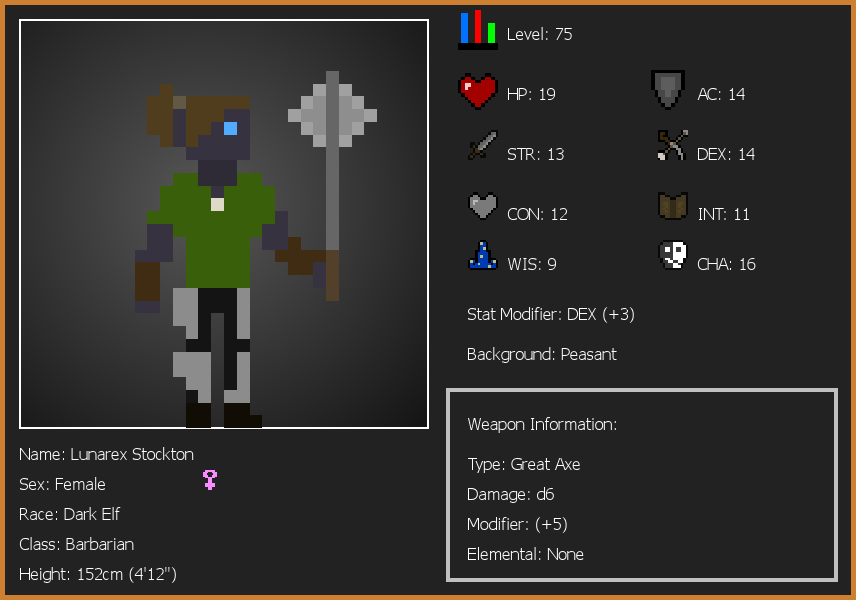 Level: 75
HP: 19
AC: 14
STR: 13
DEX: 14
CON: 12
INT: 11
WIS: 9
CHA: 16
Stat Modifier: DEX (+3)
Background: Peasant
Weapon Information:
Type: Great Axe
Damage: d6
Modifier: (+5)
Elemental: None
Name: Lunarex Stockton
Sex: Female
Race: Dark Elf
Class: Barbarian
Height: 152cm (4'12")